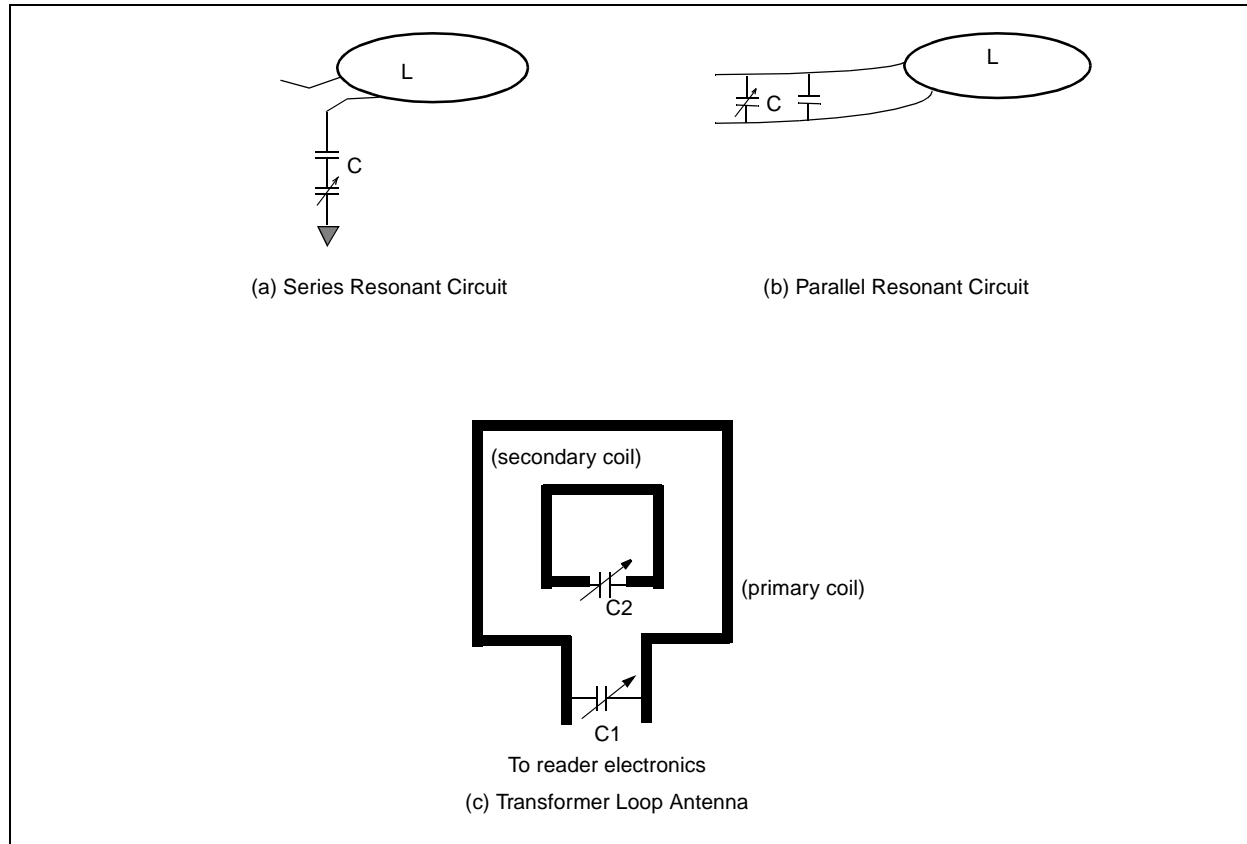 L
L
C
C
(a) Series Resonant Circuit
(b) Parallel Resonant Circuit
(secondary coil)
(primary coil)
C2
C1
To reader electronics
(c) Transformer Loop Antenna